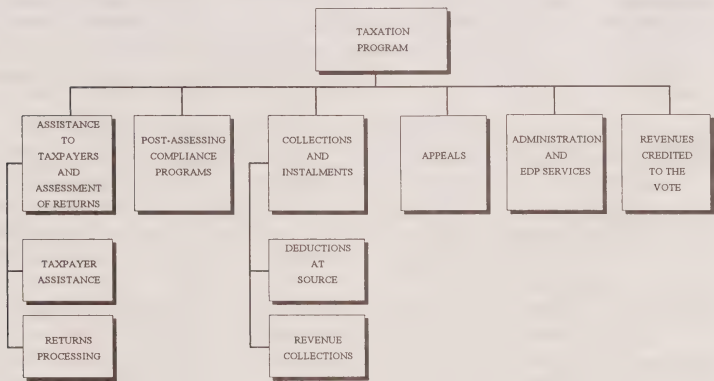 TAXATION
PROGRAM
ASSISTANCE
TO
TAXPAYERS
AND
ASSESSMENT
OF RETURNS
POST-ASSESSING
COMPLIANCE
PROGRAMS
COLLECTIONS
AND
INSTALMENTS
APPEALS
ADMINISTRATION
AND
EDP SERVICES
REVENUES
CREDITED
TO THE
VOTE
TAXPAYER
ASSISTANCE
DEDUCTIONS
AT
SOURCE
RETURNS
PROCESSING
REVENUE
COLLECTIONS